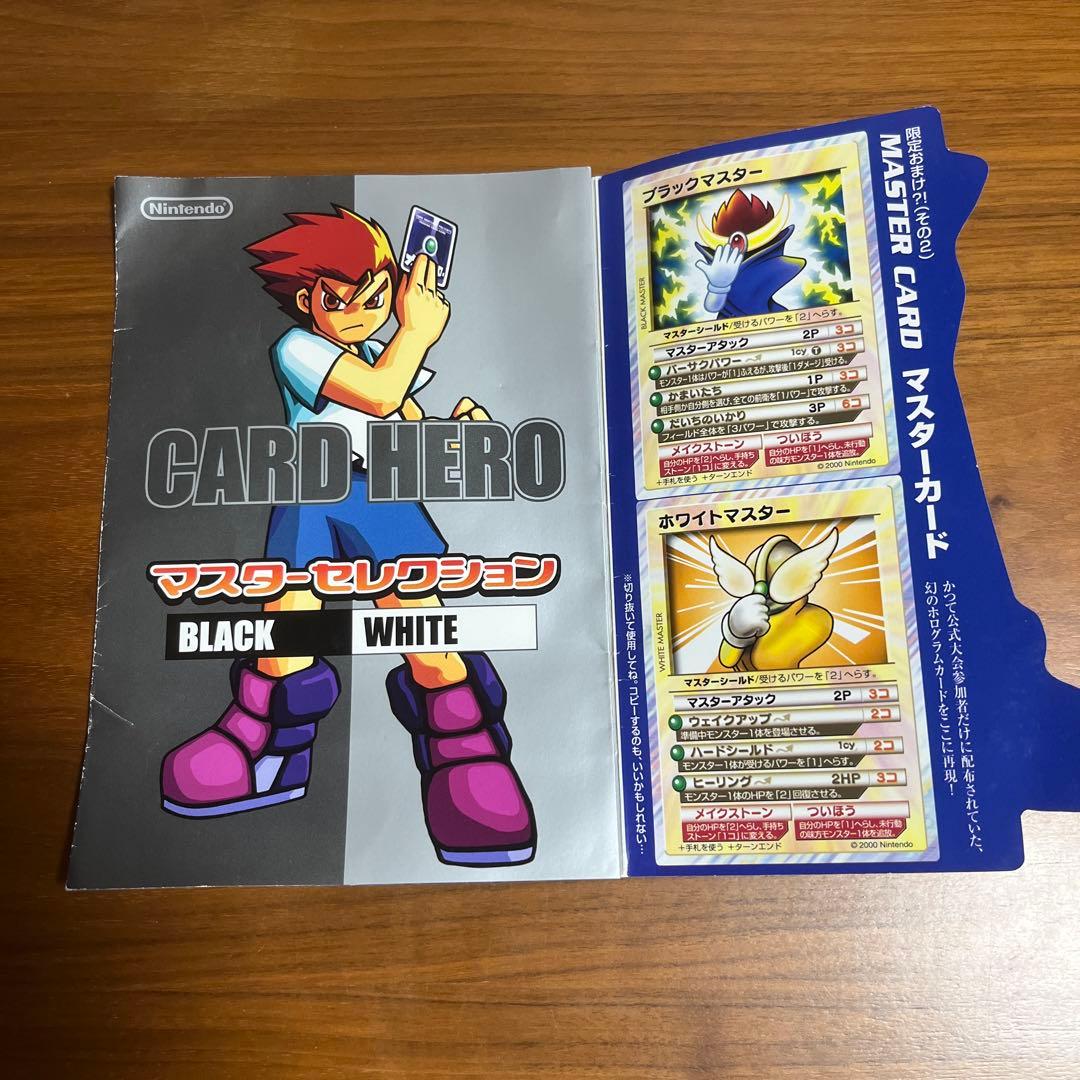 Nintendo
CARD HERO
マスターセレクション
BLACK WHITE
限定おまけ?!(その2)
MASTER CARD マスターカード
かつて公式大会参加者だけに配布されていた、
幻のホログラムカードをここに再現!
※切り抜いて使用してね。コピーするのも、いいかもしれない…
ブラックマスター
BLACK MASTER
マスターシールド/受けるパワーを「2」へらす。
マスターアタック 2P 3コ
バーサクパワー 1cy T 3コ
モンスター1体はパワーが「1」ふえるが、攻撃後「1ダメージ」受ける。
かまいたち 1P 3コ
相手側か自分側を選び、全ての前衛を「1パワー」で攻撃する。
だいちのいかり 3P 6コ
フィールド全体を「3パワー」で攻撃する。
メイクストーン
自分のHPを「2」へらし、手持ち
ストーン「1コ」に変える。
ついほう
自分のHPを「1」へらし、未行動
の味方モンスター1体を追放。
+手札を使う +ターンエンド
© 2000 Nintendo
ホワイトマスター
WHITE MASTER
マスターシールド/受けるパワーを「2」へらす。
マスターアタック 2P 3コ
ウェイクアップ 2コ
準備中モンスター1体を登場させる。
ハードシールド 1cy 2コ
モンスター1体が受けるパワーを「1」へらす。
ヒーリング 2HP 3コ
モンスター1体のHPを「2」回復させる。
メイクストーン
自分のHPを「2」へらし、手持ち
ストーン「1コ」に変える。
ついほう
自分のHPを「1」へらし、未行動
の味方モンスター1体を追放。
+手札を使う +ターンエンド
© 2000 Nintendo